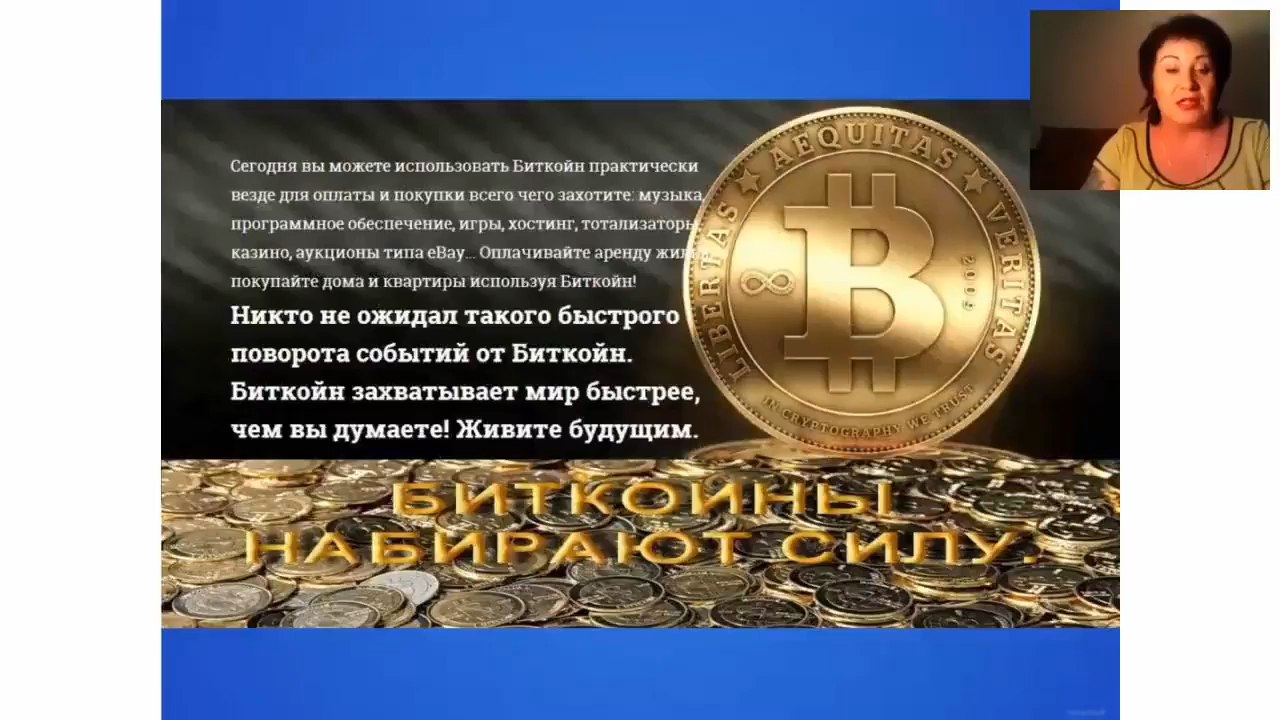 Сегодня вы можете использовать Биткойн практически
везде для оплаты и покупки всего чего захотите: музыка,
программное обеспечение, игры, хостинг, тотализаторы,
казино, аукционы типа eBay... Оплачивайте аренду жилья
покупайте дома и квартиры используя Биткойн!
Никто не ожидал такого быстрого
поворота событий от Биткойн.
Биткойн захватывает мир быстрее,
чем вы думаете! Живите будущим.
LIBERTAS AEQUITAS VERITAS
2009
IN CRYPTOGRAPHY WE TRUST
БИТКОЙНЫ
НАБИРАЮТ СИЛУ.